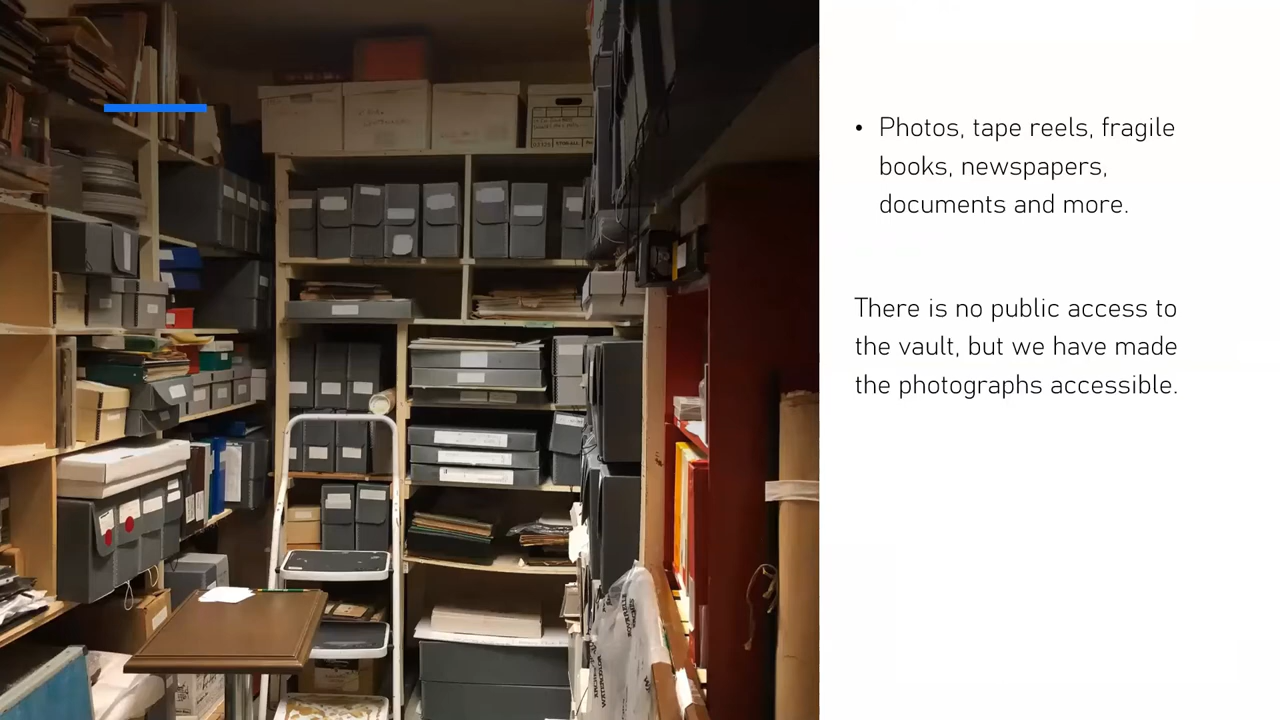 • Photos, tape reels, fragile
books, newspapers,
documents and more.
There is no public access to
the vault, but we have made
the photographs accessible.